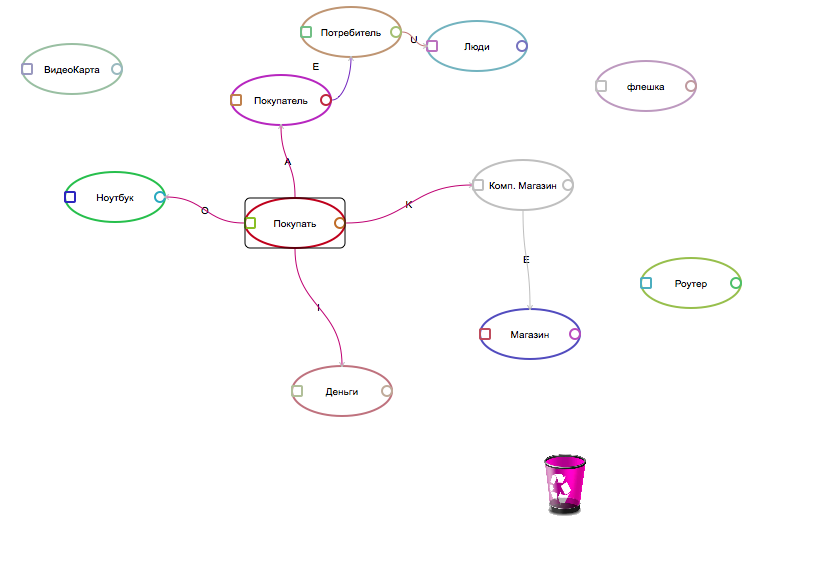 Потребитель
U
Люди
E
ВидеоКарта
флешка
Покупатель
A
Комп. Магазин
Ноутбук
K
O
Покупать
E
Роутер
I
Магазин
Деньги